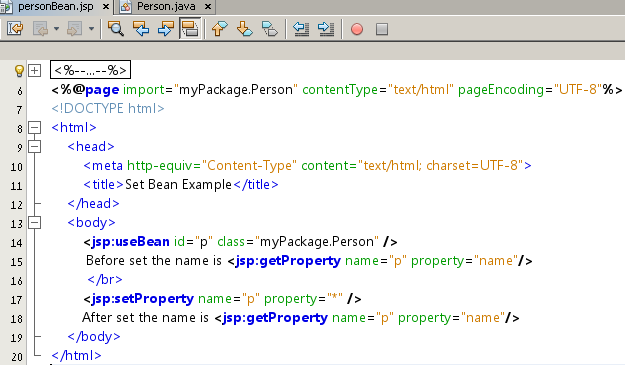 personBean.jsp Person.java
<%--...--%>
6 <%@page import="myPackage.Person" contentType="text/html" pageEncoding="UTF-8"%>
7 <!DOCTYPE html>
8 <html>
9 <head>
10 <meta http-equiv="Content-Type" content="text/html; charset=UTF-8">
11 <title>Set Bean Example</title>
12 </head>
13 <body>
14 <jsp:useBean id="p" class="myPackage.Person" />
15 Before set the name is <jsp:getProperty name="p" property="name"/>
16 </br>
17 <jsp:setProperty name="p" property="*" />
18 After set the name is <jsp:getProperty name="p" property="name"/>
19 </body>
20 </html>